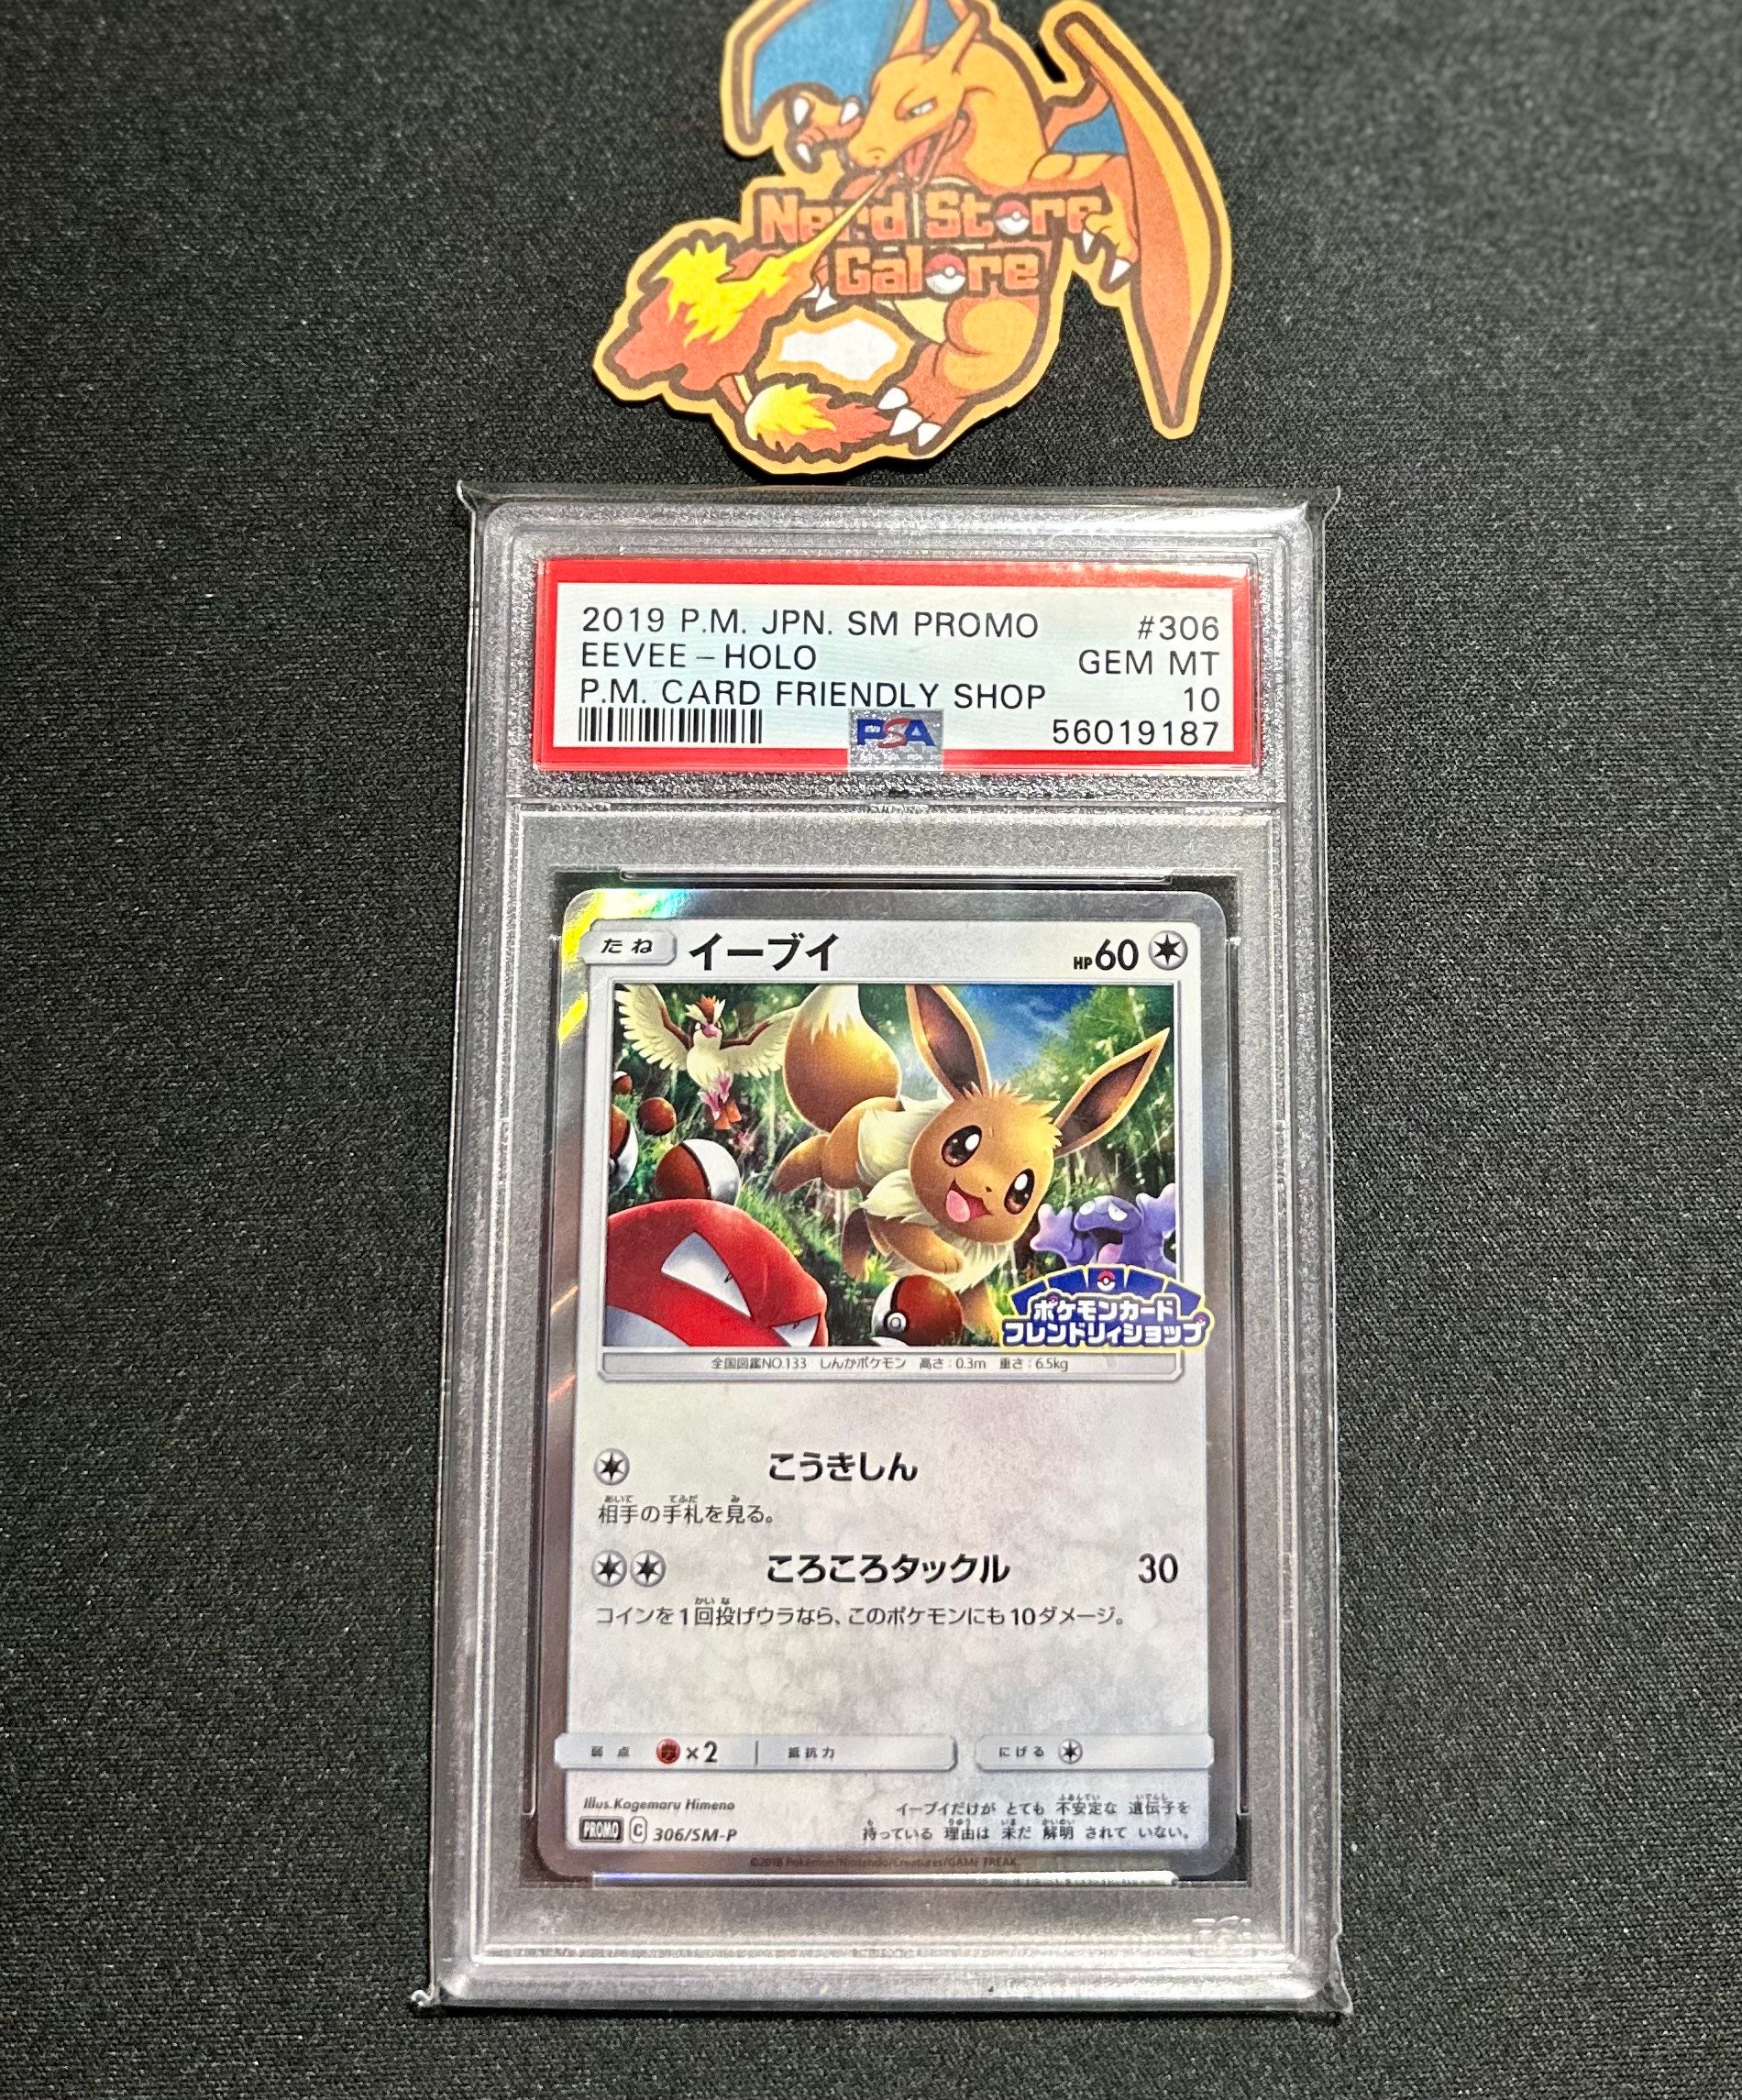 Nerd Store
Galore
2019 P.M. JPN. SM PROMO #306
EEVEE-HOLO GEM MT
P.M. CARD FRIENDLY SHOP 10
PSA 56019187
たね イーブイ HP60
ポケモンカード
フレンドリィショップ
全国図鑑NO.133 しんかポケモン 高さ:0.3m 重さ:6.5kg
こうきしん
相手の手札を見る。
ころころタックル 30
コインを1回投げウラなら、このポケモンにも10ダメージ。
弱点 ×2 抵抗力 にげる
Illus.Kagemaru Himeno
イーブイだけが とても 不安定な 遺伝子を
PROMO C 306/SM-P 持っている 理由は 未だ 解明 されて いない。
©2018 Pokémon/Nintendo/Creatures/GAME FREAK.